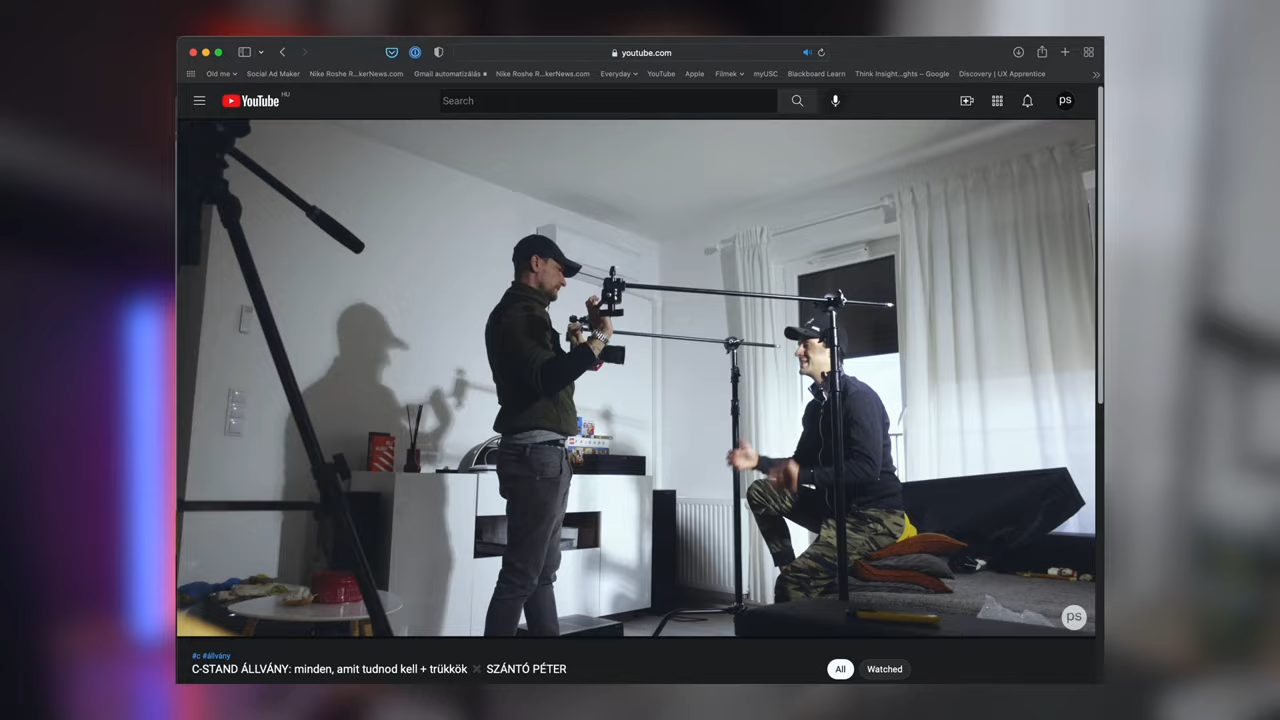 youtube.com
Old me
Social Ad Maker
Nike Roshe R...kerNews.com
Gmail automatizálás
Nike Roshe R...kerNews.com
Everyday
YouTube
Apple
Filmek
myUSC
Blackboard Learn
Think Insight...ghts – Google
Discovery | UX Apprentice
YouTube HU
Search
ps
ps
#c #állvány
C-STAND ÁLLVÁNY: minden, amit tudnod kell + trükkök × SZÁNTÓ PÉTER
All
Watched